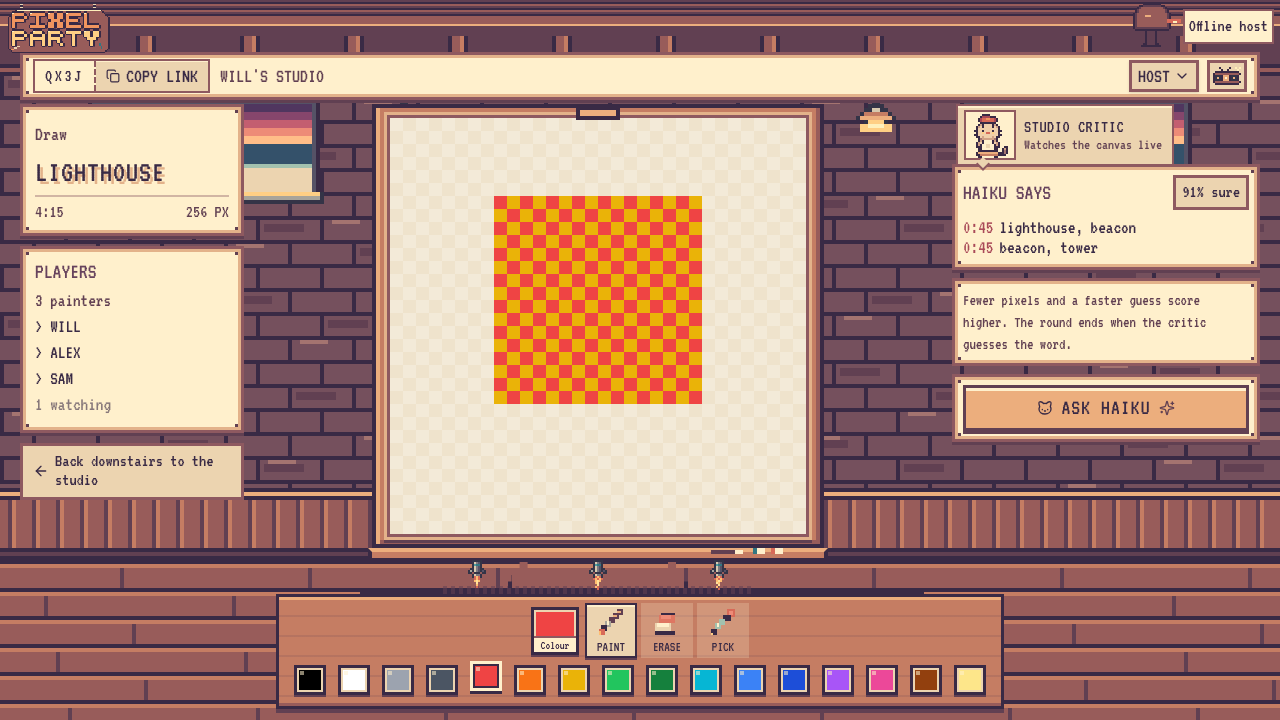 PIXEL
PARTY
Offline host
QX3J
COPY LINK
WILL'S STUDIO
HOST
Draw
LIGHTHOUSE
4:15
256 PX
PLAYERS
3 painters
WILL
ALEX
SAM
1 watching
Back downstairs to the
studio
STUDIO CRITIC
Watches the canvas live
HAIKU SAYS
91% sure
0:45 lighthouse, beacon
0:45 beacon, tower
Fewer pixels and a faster guess score
higher. The round ends when the critic
guesses the word.
ASK HAIKU
Colour
PAINT
ERASE
PICK